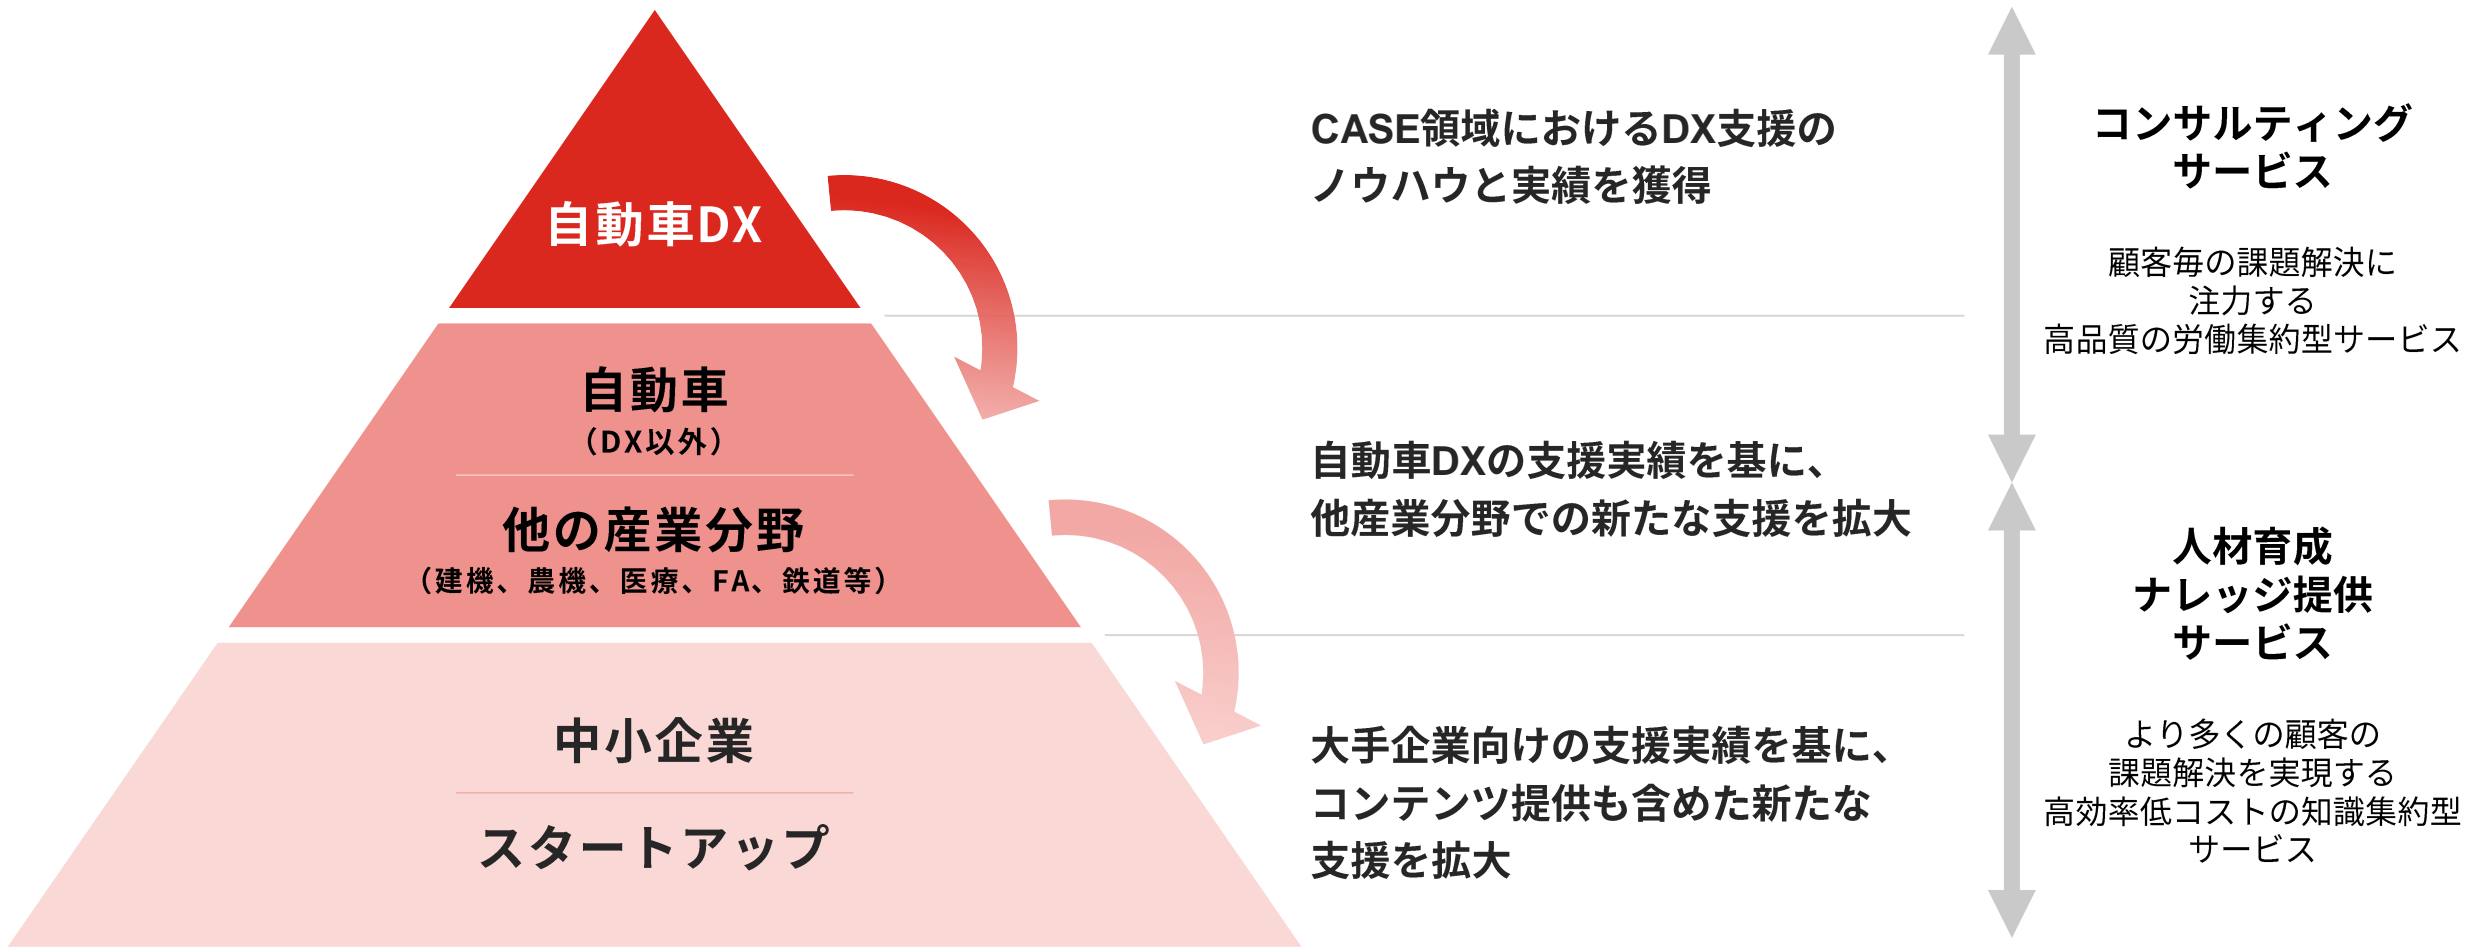 自動車DX
自動車
（DX以外）
他の産業分野
（建機、農機、医療、FA、鉄道等）
中小企業
スタートアップ
CASE領域におけるDX支援の
ノウハウと実績を獲得
自動車DXの支援実績を基に、
他産業分野での新たな支援を拡大
大手企業向けの支援実績を基に、
コンテンツ提供も含めた新たな
支援を拡大
コンサルティング
サービス
顧客毎の課題解決に
注力する
高品質の労働集約型サービス
人材育成
ナレッジ提供
サービス
より多くの顧客の
課題解決を実現する
高効率低コストの知識集約型
サービス